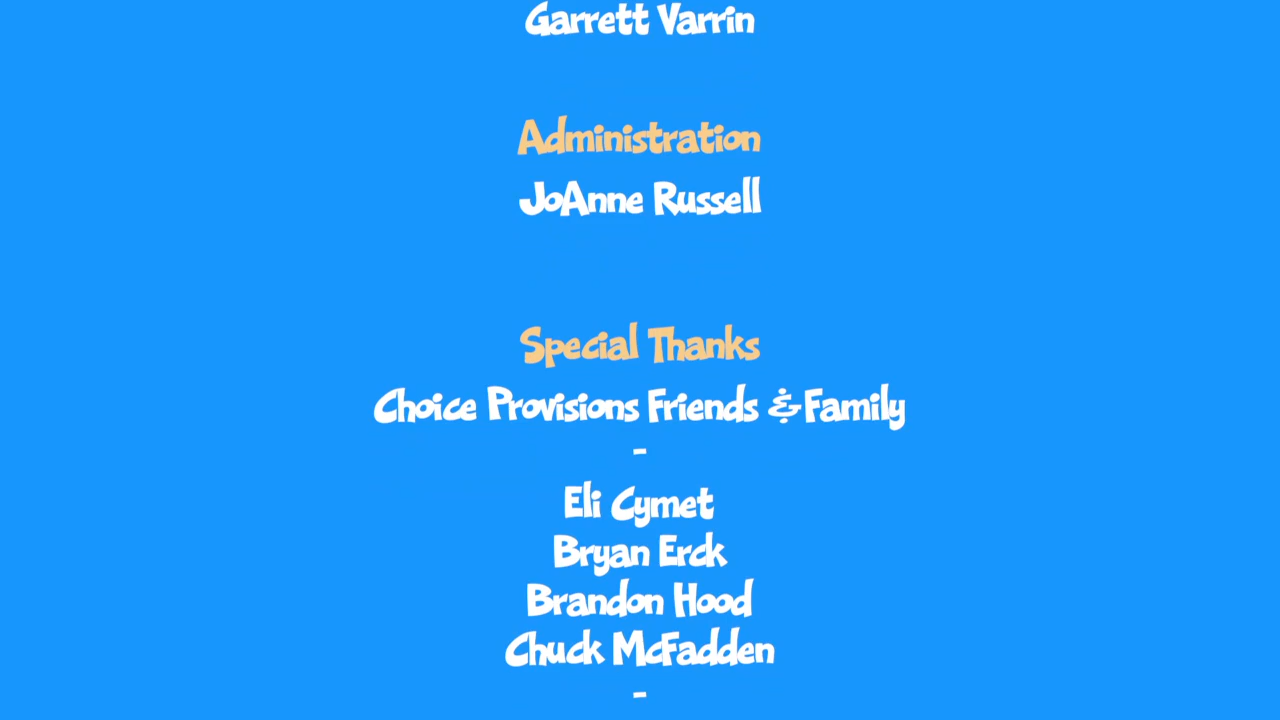 Garrett Varrin
Administration
JoAnne Russell
Special Thanks
Choice Provisions Friends & Family
-
Eli Cymet
Bryan Erck
Brandon Hood
Chuck McFadden
-